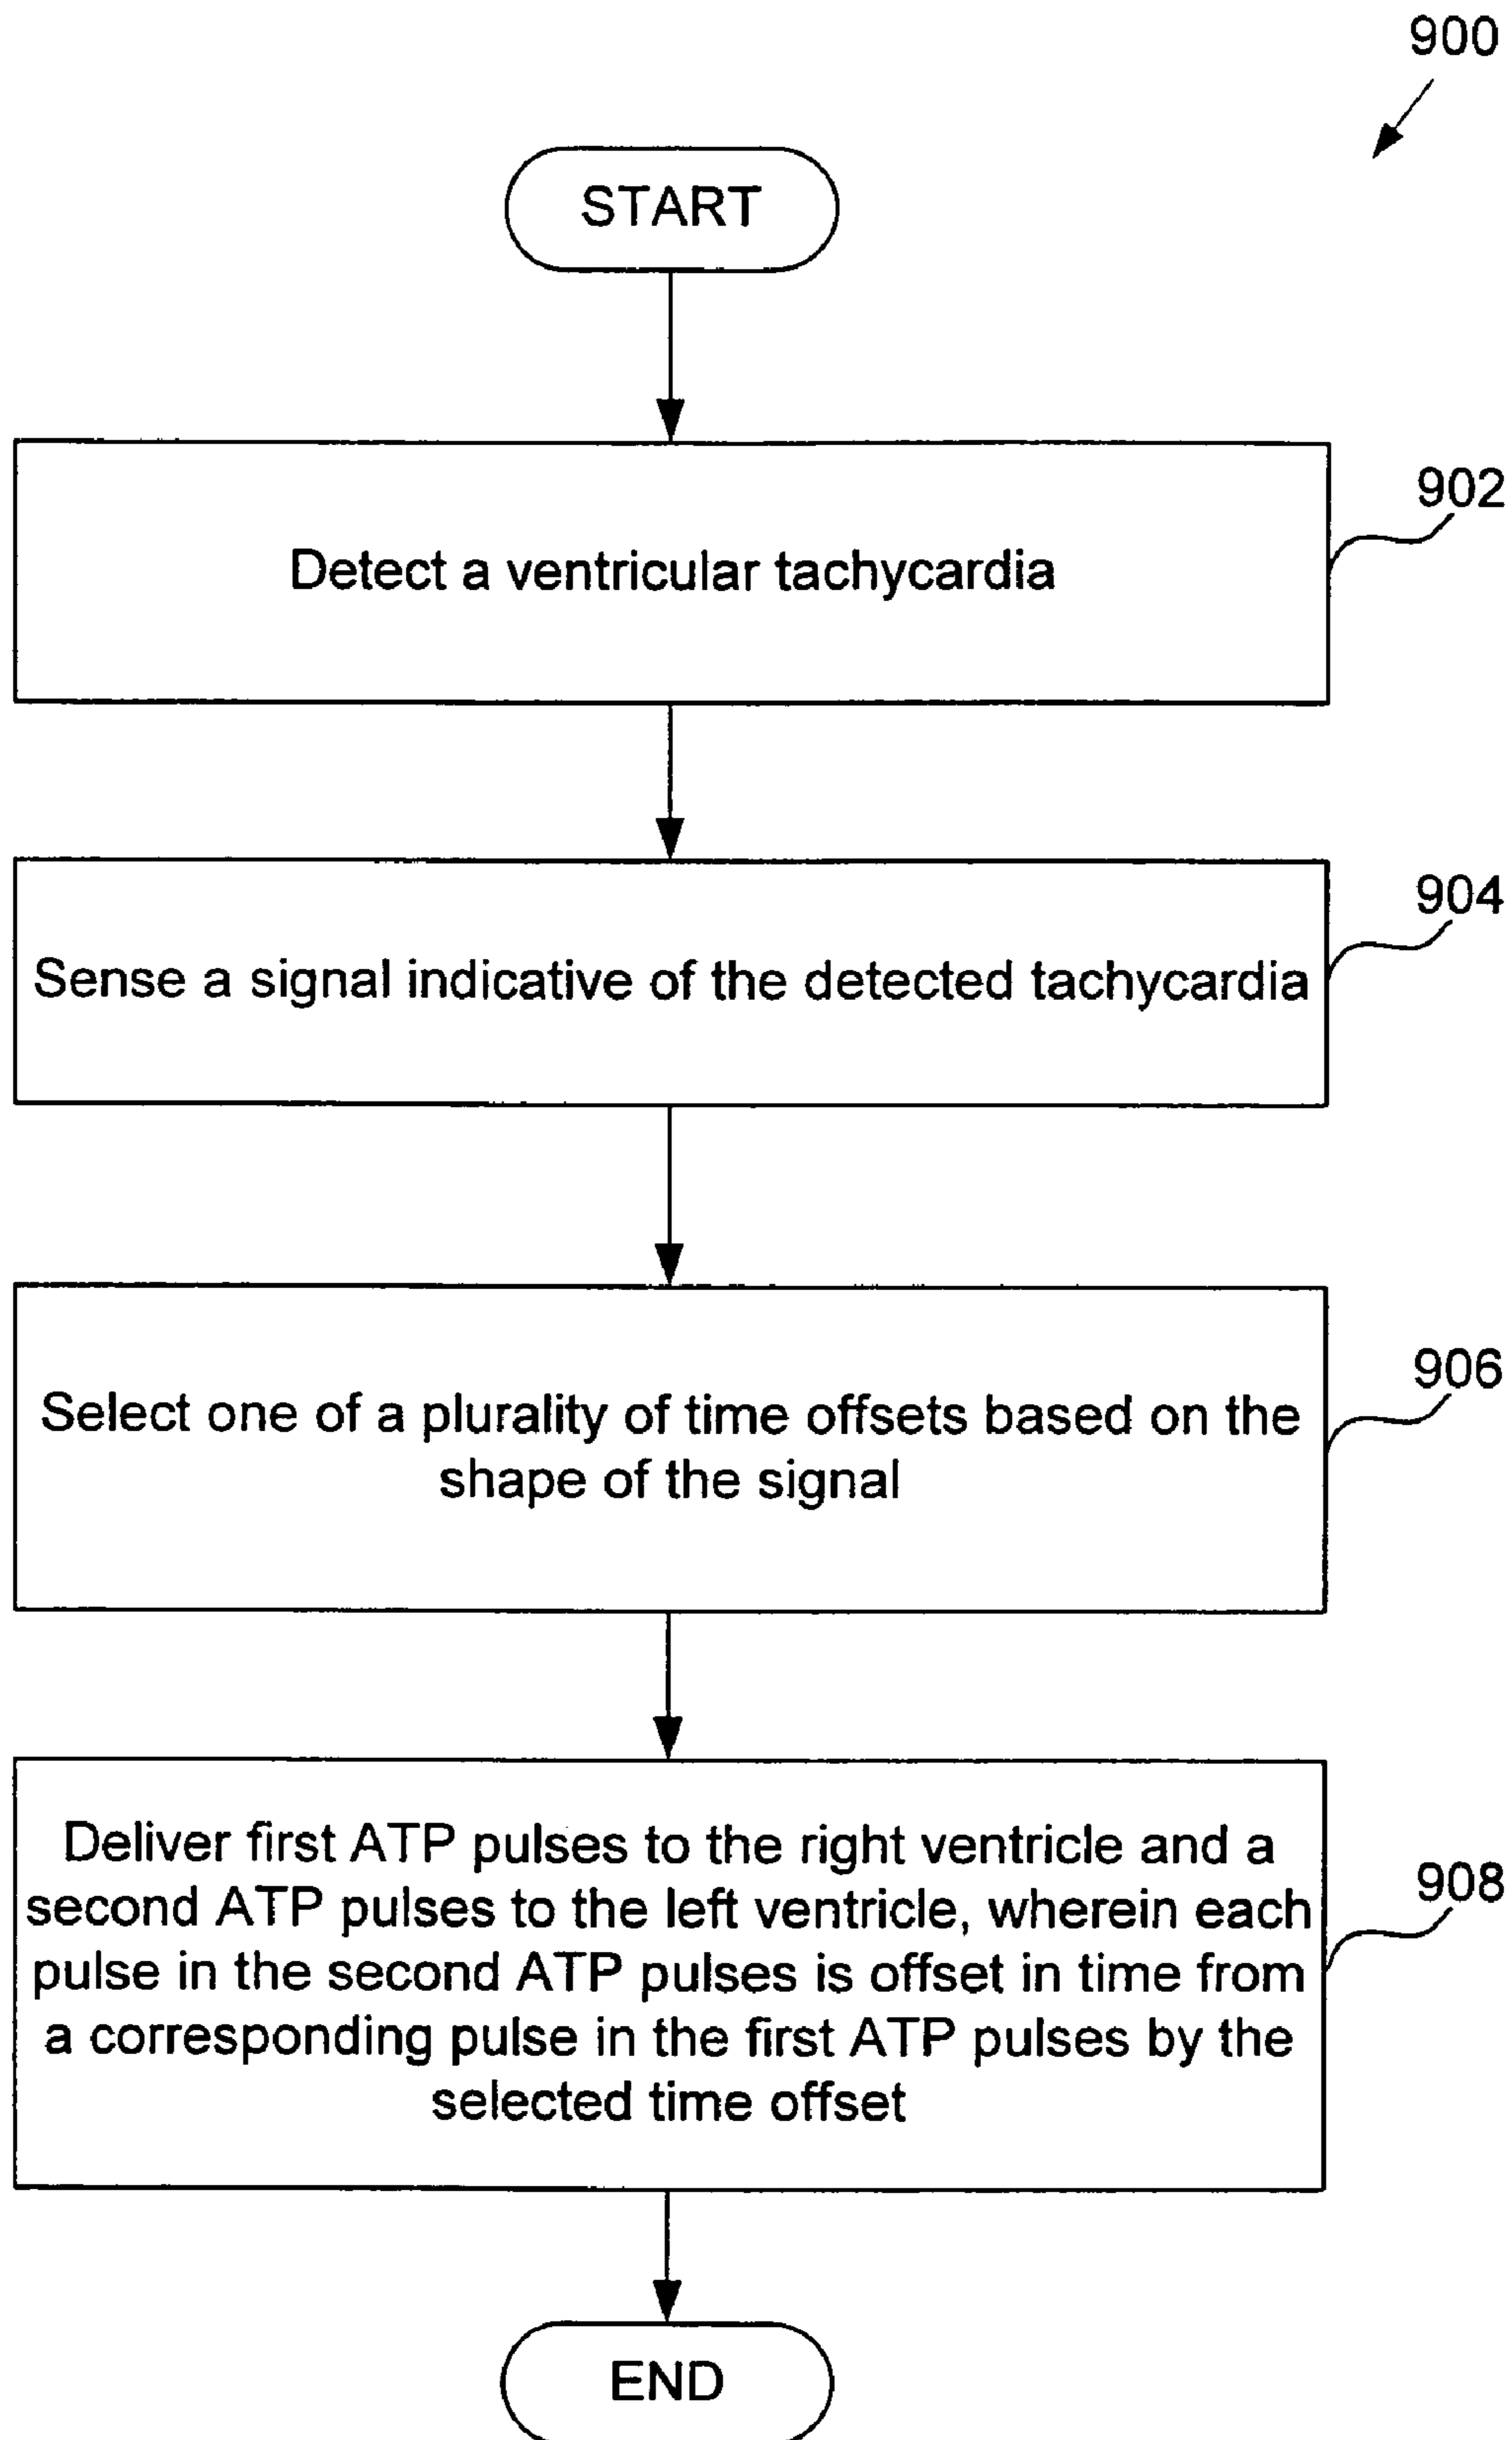 900
START
Detect a ventricular tachycardia
902
Sense a signal indicative of the detected tachycardia
904
Select one of a plurality of time offsets based on the
shape of the signal
906
Deliver first ATP pulses to the right ventricle and a
second ATP pulses to the left ventricle, wherein each
pulse in the second ATP pulses is offset in time from
a corresponding pulse in the first ATP pulses by the
selected time offset
908
END